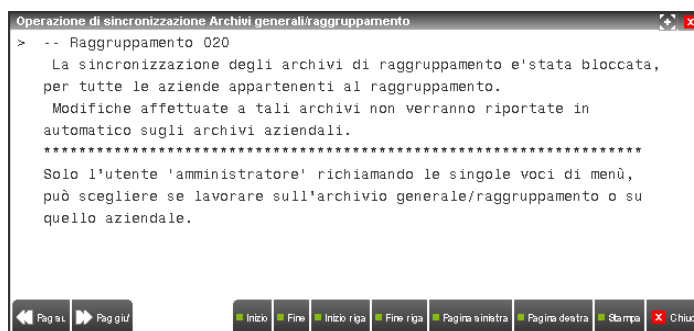 Operazione di sincronizzazione Archivi generali/raggruppamento
> -- Raggruppamento 020
La sincronizzazione degli archivi di raggruppamento e'stata bloccata,
per tutte le aziende appartenenti al raggruppamento.
Modifiche affettuate a tali archivi non verranno riportate in
automatico sugli archivi aziendali.
********************************************************************
Solo l'utente 'amministratore' richiamando le singole voci di menù,
può scegliere se lavorare sull'archivio generale/raggruppamento o su
quello aziendale.
Pag su Pag giu' Inizio Fine Inizio riga Fine riga Pagina sinistra Pagina destra Stampa Chiud